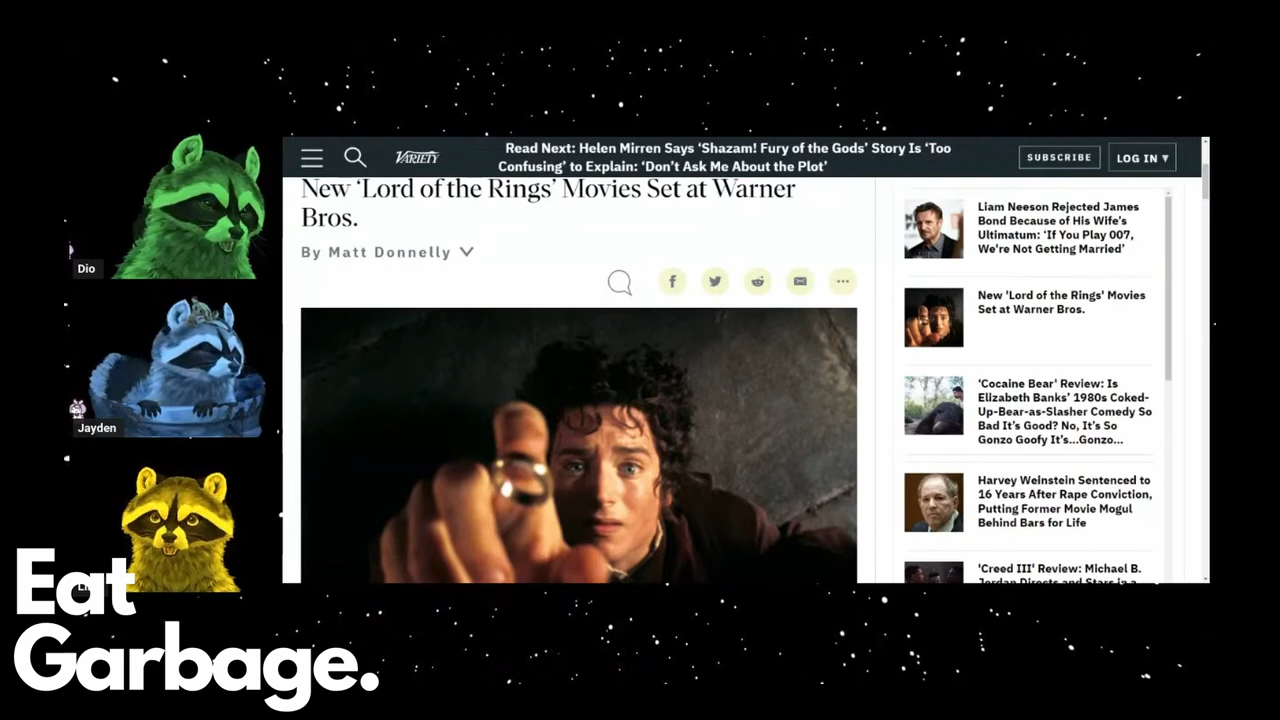 Read Next: Helen Mirren Says ‘Shazam! Fury of the Gods’ Story Is ‘Too
Confusing’ to Explain: ‘Don’t Ask Me About the Plot’
VARIETY
SUBSCRIBE
LOG IN ▾
New ‘Lord of the Rings’ Movies Set at Warner
Bros.
By Matt Donnelly
Liam Neeson Rejected James
Bond Because of His Wife’s
Ultimatum: ‘If You Play 007,
We're Not Getting Married’
New 'Lord of the Rings' Movies
Set at Warner Bros.
'Cocaine Bear' Review: Is
Elizabeth Banks’ 1980s Coked-
Up-Bear-as-Slasher Comedy So
Bad It’s Good? No, It’s So
Gonzo Goofy It’s...Gonzo...
Harvey Weinstein Sentenced to
16 Years After Rape Conviction,
Putting Former Movie Mogul
Behind Bars for Life
'Creed III' Review: Michael B.
Jordan Directs and Stars in a
Dio
Jayden
Eat
Garbage.